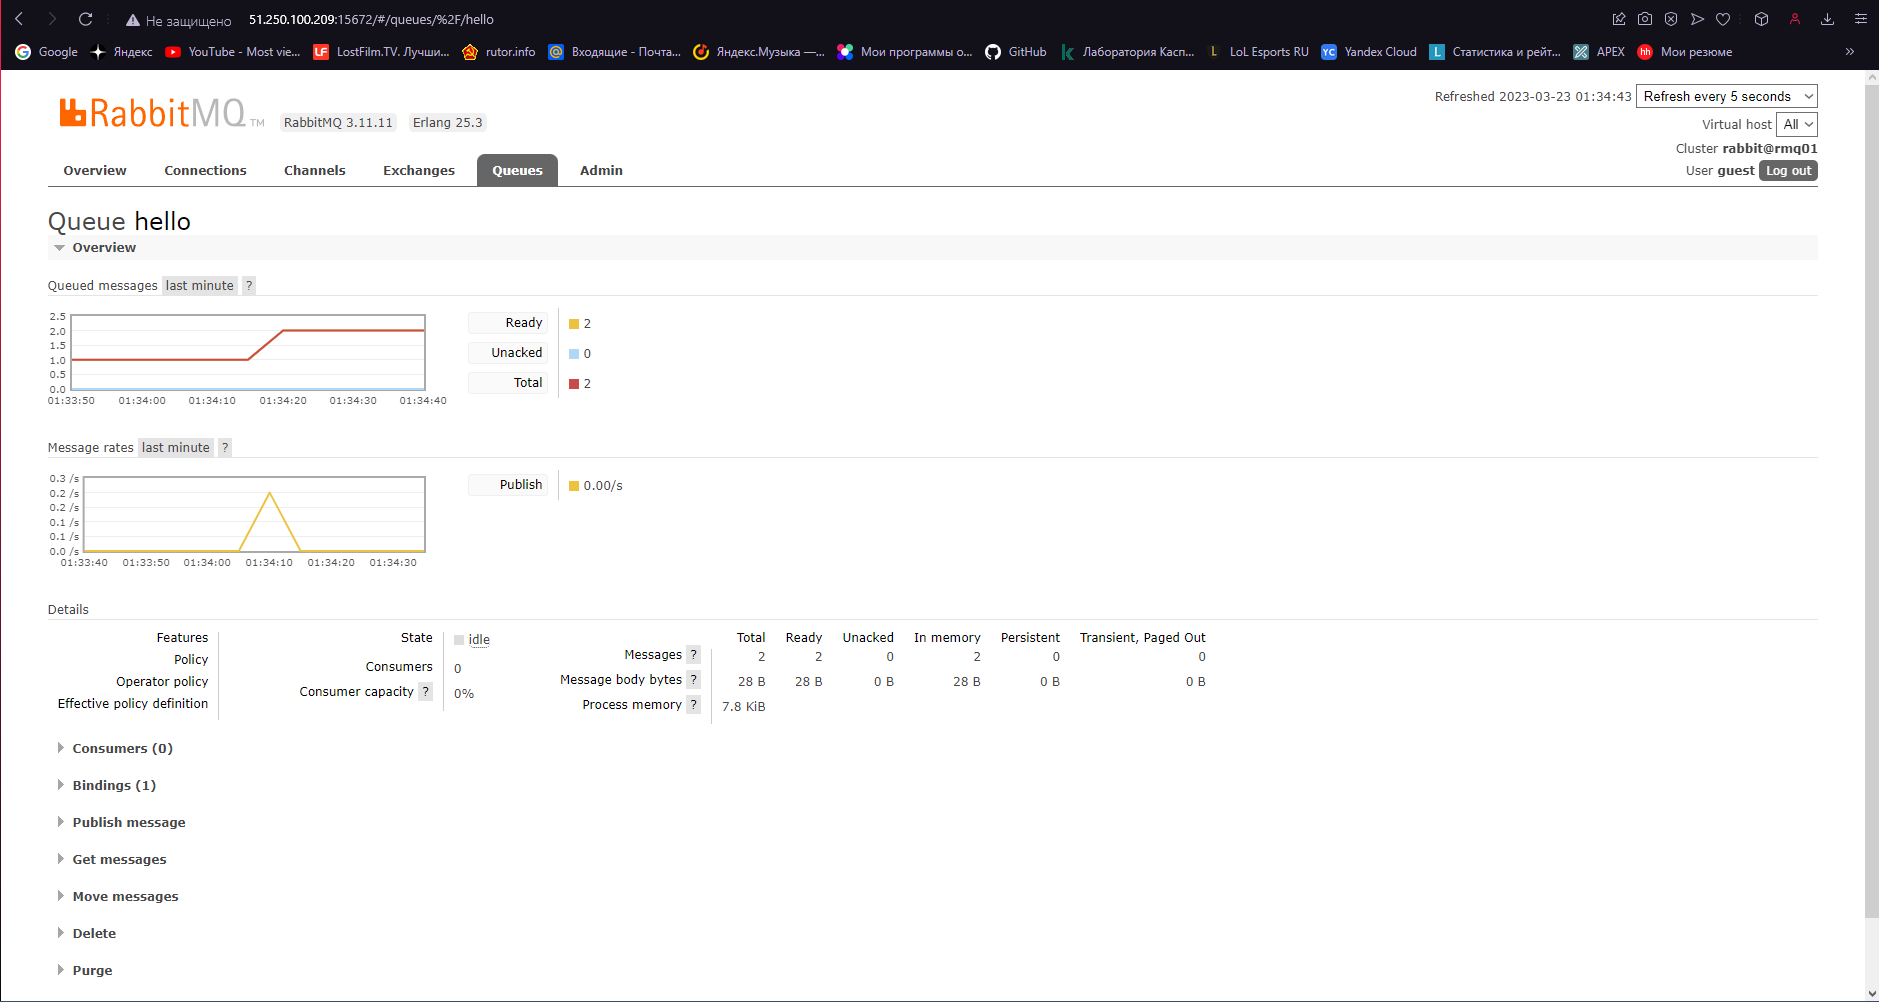 Не защищено 51.250.100.209:15672/#/queues/%2F/hello
Google Яндекс YouTube - Most vie... LostFilm.TV. Лучши... rutor.info Входящие - Почта... Яндекс.Музыка —... Мои программы о... GitHub Лаборатория Касп... LoL Esports RU Yandex Cloud Статистика и рейт... APEX Мои резюме
RabbitMQ TM RabbitMQ 3.11.11 Erlang 25.3
Refreshed 2023-03-23 01:34:43 Refresh every 5 seconds
Virtual host All
Cluster rabbit@rmq01
User guest Log out
Overview Connections Channels Exchanges Queues Admin
Queue hello
Overview
Queued messages last minute ?
2.5
2.0
1.5
1.0
0.5
0.0
01:33:50 01:34:00 01:34:10 01:34:20 01:34:30 01:34:40
Ready 2
Unacked 0
Total 2
Message rates last minute ?
0.3 /s
0.2 /s
0.2 /s
0.1 /s
0.1 /s
0.0 /s
01:33:40 01:33:50 01:34:00 01:34:10 01:34:20 01:34:30
Publish 0.00/s
Details
Features
Policy
Operator policy
Effective policy definition
State idle
Consumers 0
Consumer capacity ? 0%
Total Ready Unacked In memory Persistent Transient, Paged Out
Messages ? 2 2 0 2 0 0
Message body bytes ? 28 B 28 B 0 B 28 B 0 B 0 B
Process memory ? 7.8 KiB
Consumers (0)
Bindings (1)
Publish message
Get messages
Move messages
Delete
Purge